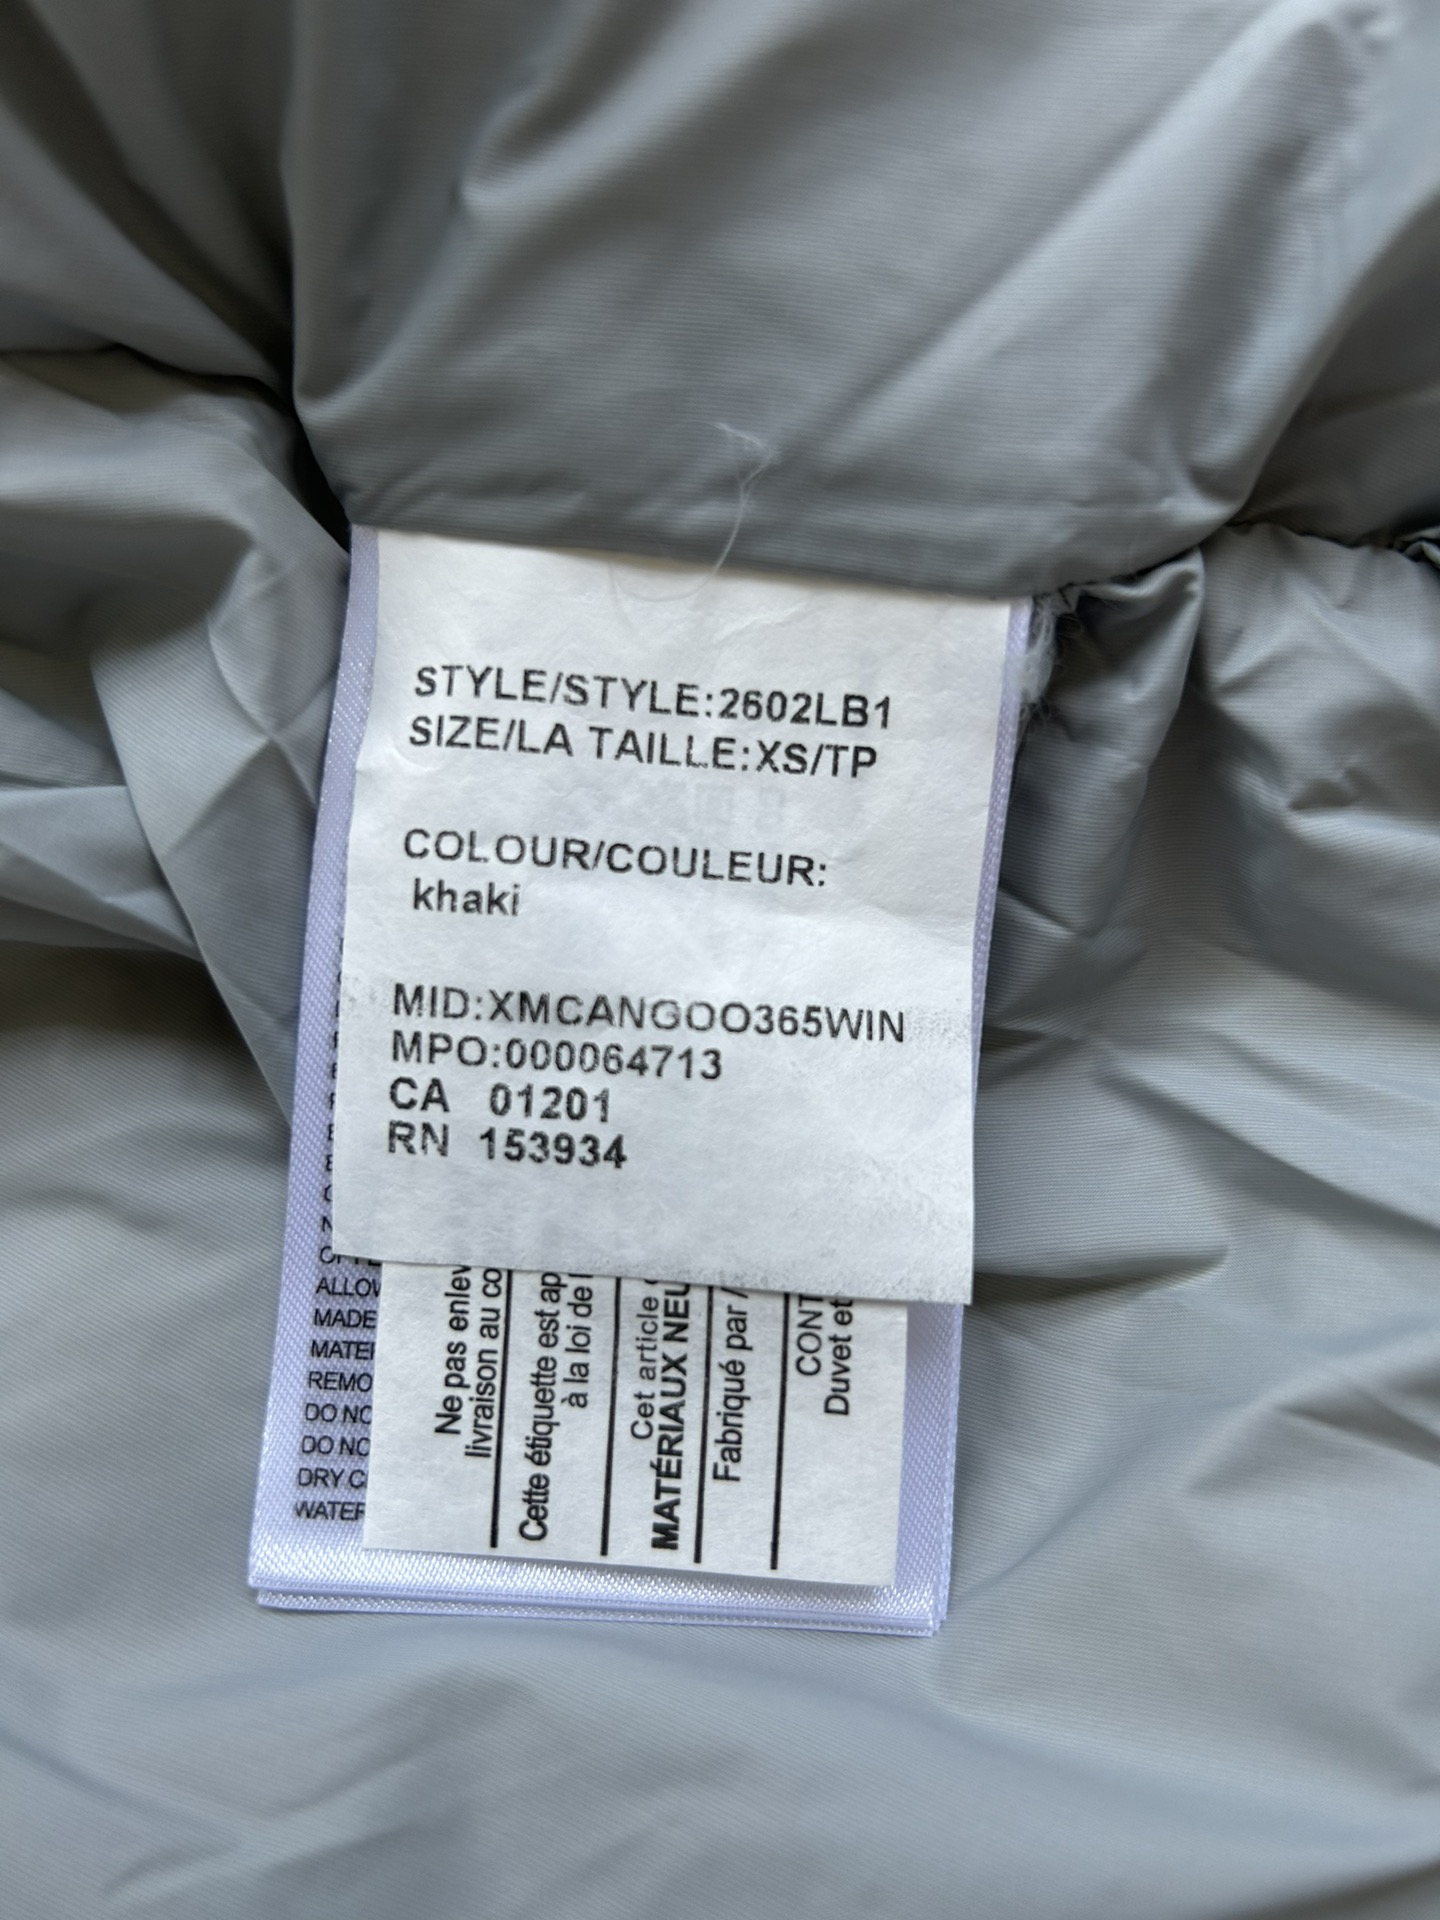 STYLE/STYLE:2602LB1
SIZE/LA TAILLE:XS/TP
COLOUR/COULEUR:
khaki
MID:XMCANGOO365WIN
MPO:000064713
CA 01201
RN 153934
ALLOW
MADE
MATE
REMO
DO NO
DO NO
DRY C
WATER
Ne pas enlev
livraison au co
Cette étiquette est ap
à la loi de
Cet article
MATÉRIAUX NEU
Fabriqué par
CONT
Duvet et